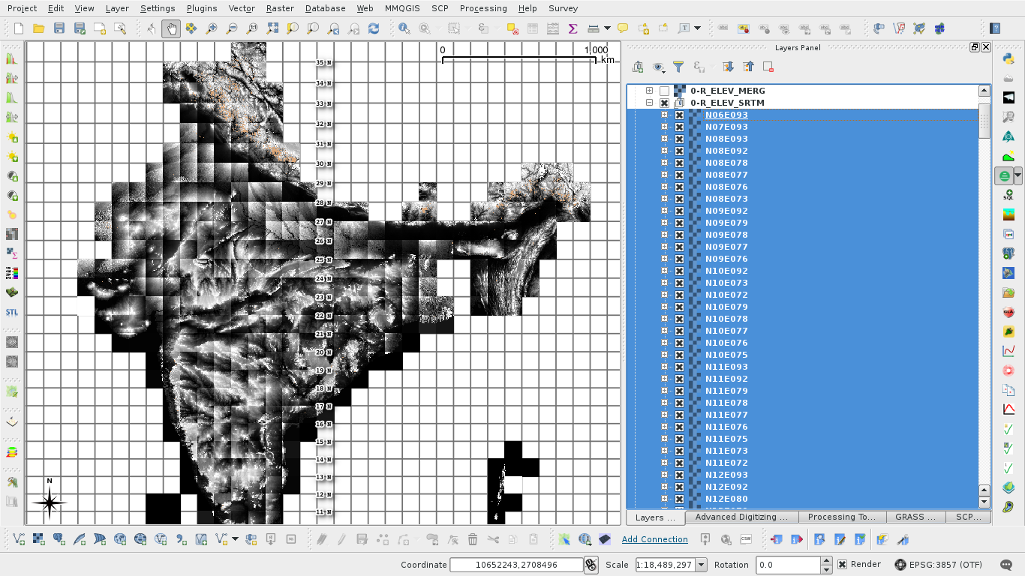 Project Edit View Layer Settings Plugins Vector Raster Database Web MMQGIS SCP Processing Help Survey
Layers Panel
0 1,000
km
N
0-R_ELEV_MERG
0-R_ELEV_SRTM
N06E093
N07E093
N08E093
N08E092
N08E078
N08E077
N08E076
N08E073
N09E092
N09E079
N09E078
N09E077
N09E076
N10E092
N10E073
N10E072
N10E079
N10E078
N10E077
N10E076
N10E075
N11E093
N11E092
N11E079
N11E078
N11E077
N11E076
N11E075
N11E073
N11E072
N12E093
N12E092
N12E080
35 N
34 N
33 N
32 N
31 N
30 N
29 N
28 N
27 N
26 N
25 N
24 N
23 N
22 N
21 N
20 N
19 N
18 N
17 N
16 N
15 N
14 N
13 N
12 N
11 N
STL
Layers ... Advanced Digitizing ... Processing To... GRASS ... SCP...
Add Connection
CSW
Coordinate 10652243,2708496 Scale 1:18,489,297 Rotation 0.0 Render EPSG:3857 (OTF)